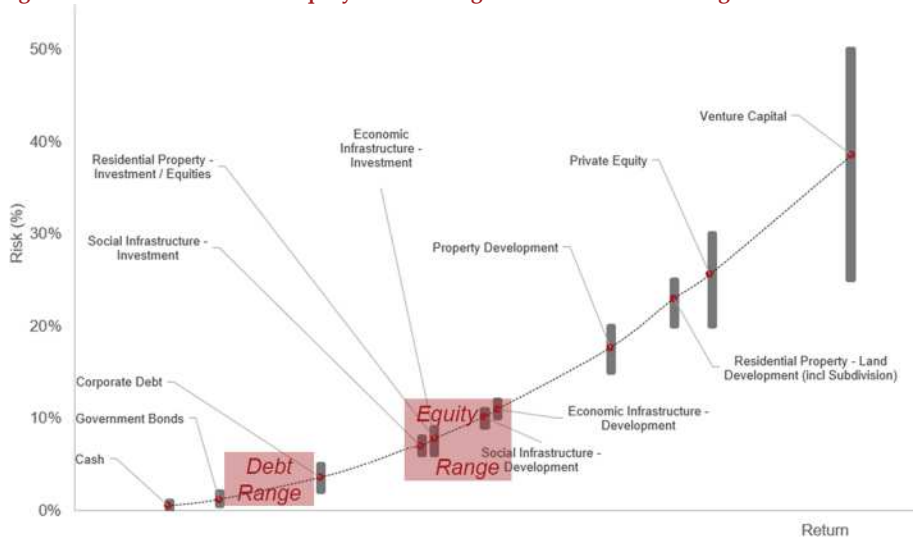 50%
40%
30%
20%
10%
0%
Risk (%)
Venture Capital
Economic
Infrastructure -
Investment
Residential Property -
Investment / Equities
Private Equity
Social Infrastructure -
Investment
Property Development
Residential Property - Land
Development (incl Subdivision)
Corporate Debt
Government Bonds
Cash
Equity
Range
Economic Infrastructure -
Development
Social Infrastructure -
Development
Debt
Range
Return